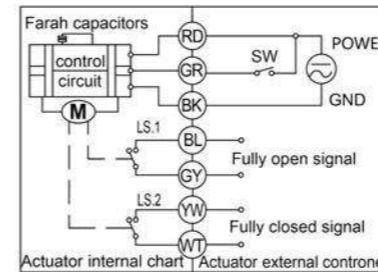 Farah capacitors
control
circuit
M
RD
GR
BK
SW
POWE
GND
LS.1
BL
GY
Fully open signal
LS.2
YW
WT
Fully closed signal
Actuator internal chart
Actuator external controne